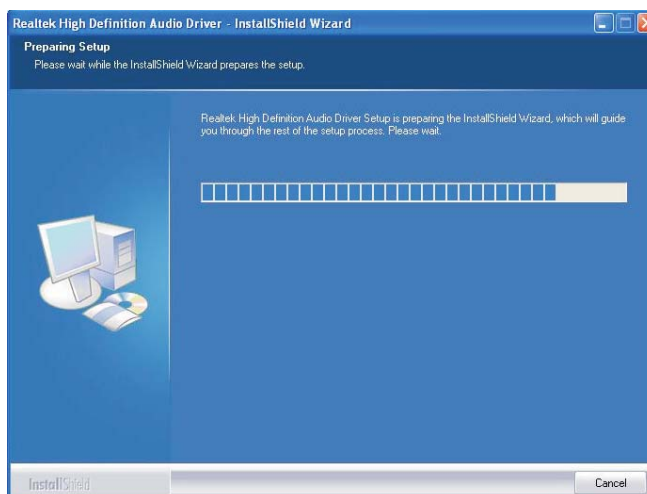 Realtek High Definition Audio Driver - InstallShield Wizard
Preparing Setup
Please wait while the InstallShield Wizard prepares the setup.
Realtek High Definition Audio Driver Setup is preparing the InstallShield Wizard, which will guide
you through the rest of the setup process. Please wait.
InstallShield
Cancel